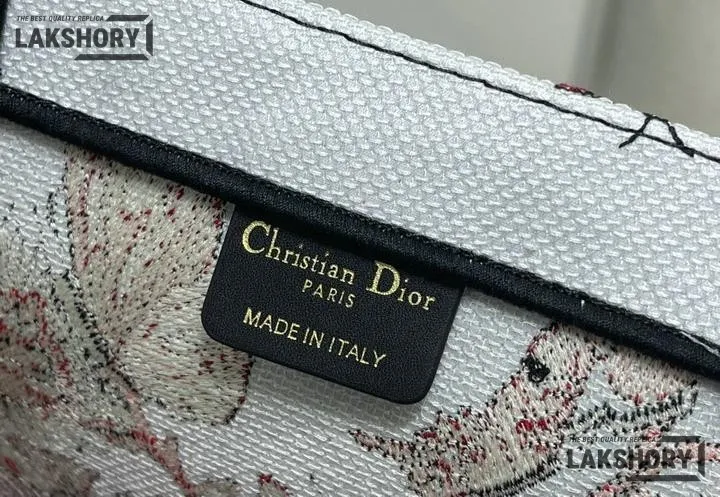 THE BEST QUALITY REPLICA
LAKSHORY
Christian Dior
PARIS
MADE IN ITALY
THE BEST QUALITY REPLICA
LAKSHORY